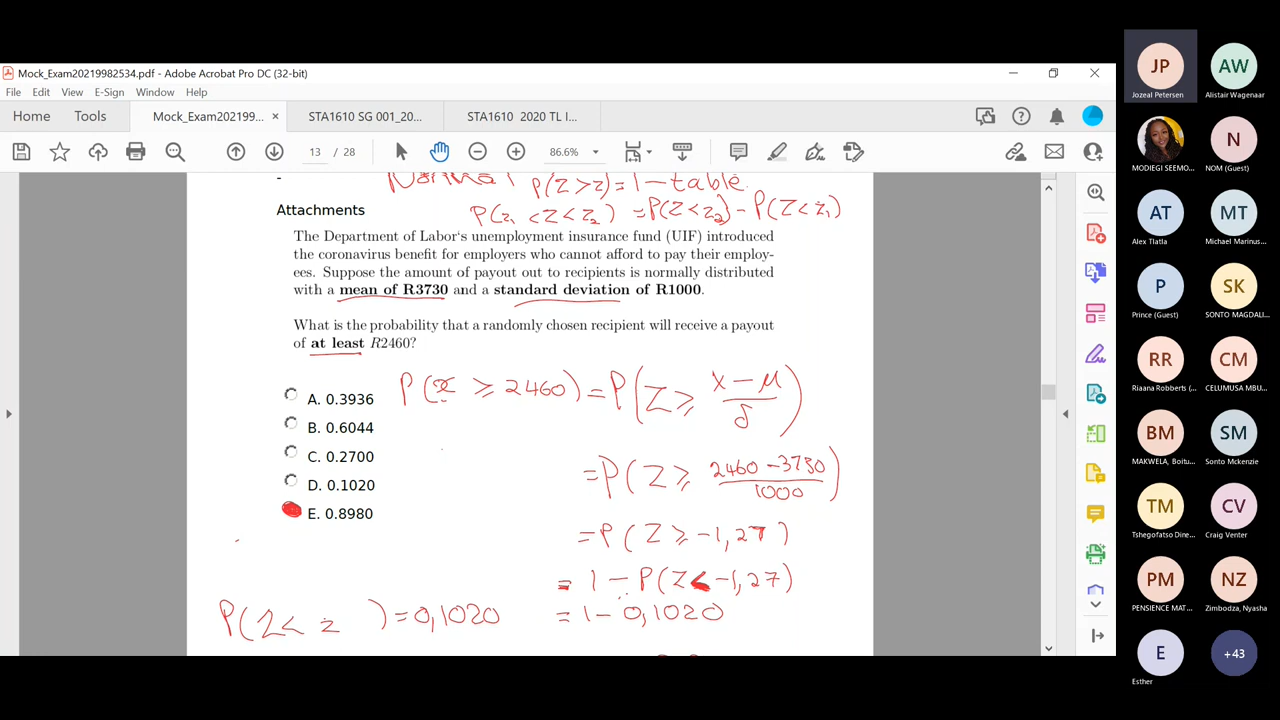 Mock_Exam20219982534.pdf - Adobe Acrobat Pro DC (32-bit)
File Edit View E-Sign Window Help
Home Tools Mock_Exam202199... × STA1610 SG 001_20... STA1610 2020 TL I...
13 / 28 86.6%
Normal P(Z>z)=1-table
P(z₁<Z<z₂) =P(Z<z₂)-P(Z<z₁)
Attachments
The Department of Labor's unemployment insurance fund (UIF) introduced
the coronavirus benefit for employers who cannot afford to pay their employ-
ees. Suppose the amount of payout out to recipients is normally distributed
with a mean of R3730 and a standard deviation of R1000.
What is the probability that a randomly chosen recipient will receive a payout
of at least R2460?
P(x ≥ 2460) = P(Z ≥ (x-μ)/δ)
A. 0.3936
B. 0.6044
C. 0.2700
D. 0.1020
E. 0.8980
=P(Z ≥ (2460-3730)/1000)
=P(Z ≥ -1,27)
= 1-P(Z<-1,27)
P(Z< z )=0,1020
=1-0,1020
JP
Jozeal Petersen
AW
Alistair Wagenaar
MODIEGI SEEMO...
N
NOM (Guest)
AT
Alex Tlatla
MT
Michael Marinus...
P
Prince (Guest)
SK
SONTO MAGDALI...
RR
Riaana Robberts (...
CM
CELUMUSA MBU...
BM
MAKWELA, Boitu...
SM
Sonto Mckenzie
TM
Tshegofatso Dine...
CV
Craig Venter
PM
PENSIENCE MAT...
NZ
Zimbodza, Nyasha
E
Esther
+43